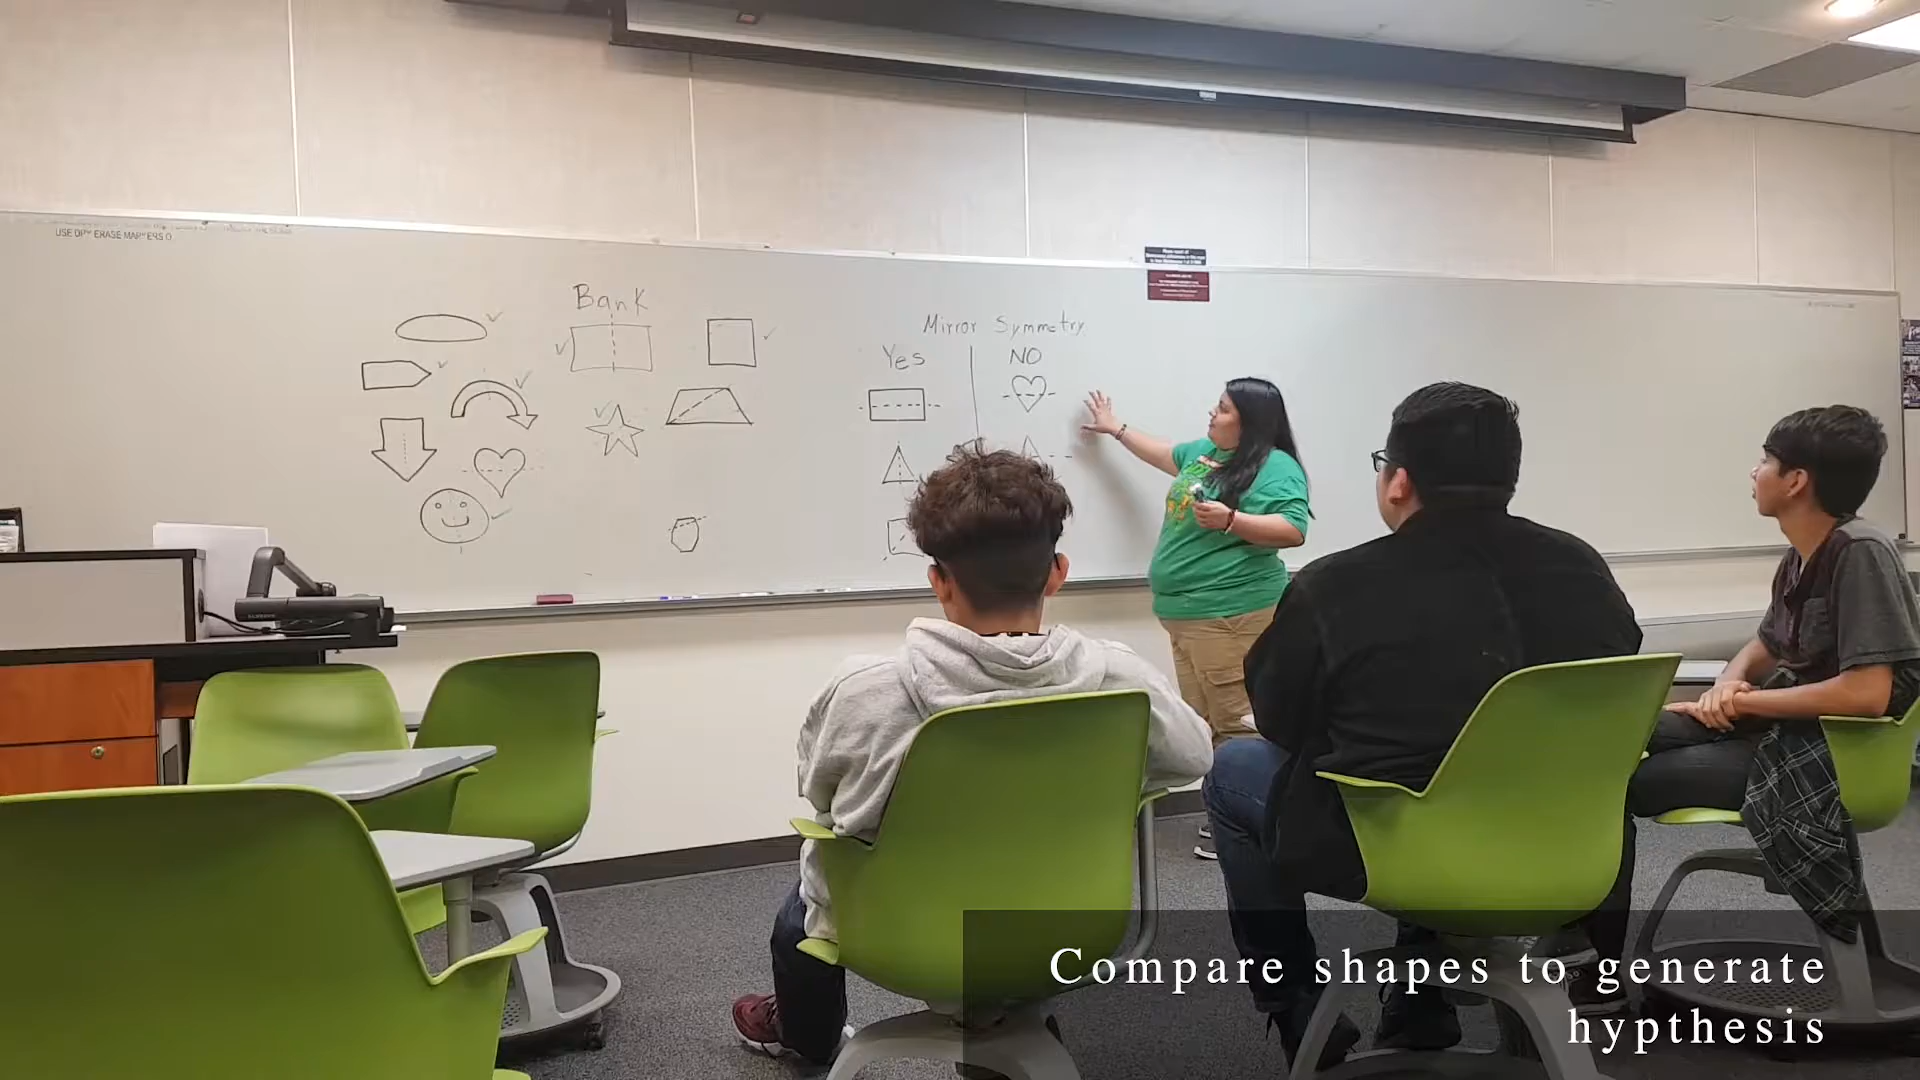 USE DRY ERASE MARKERS O
Bank
Mirror Symmetry
Yes
NO
Compare shapes to generate
hypthesis